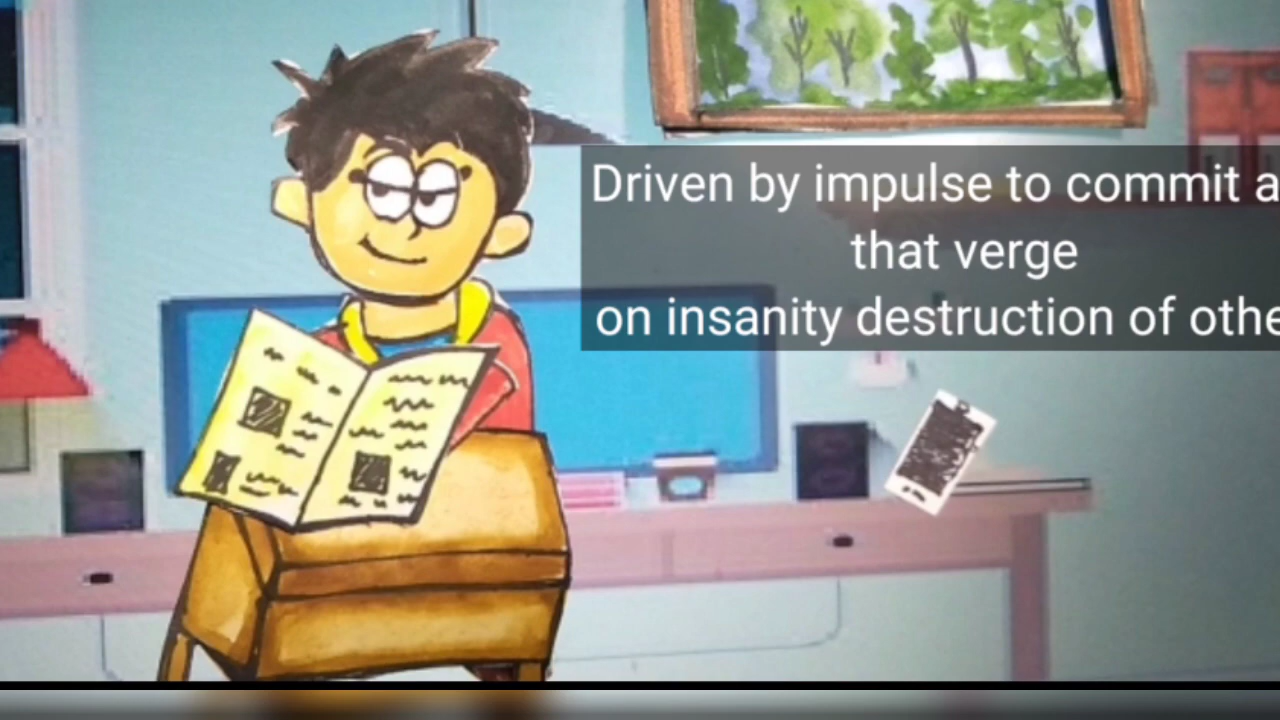 Driven by impulse to commit a
that verge
on insanity destruction of othe